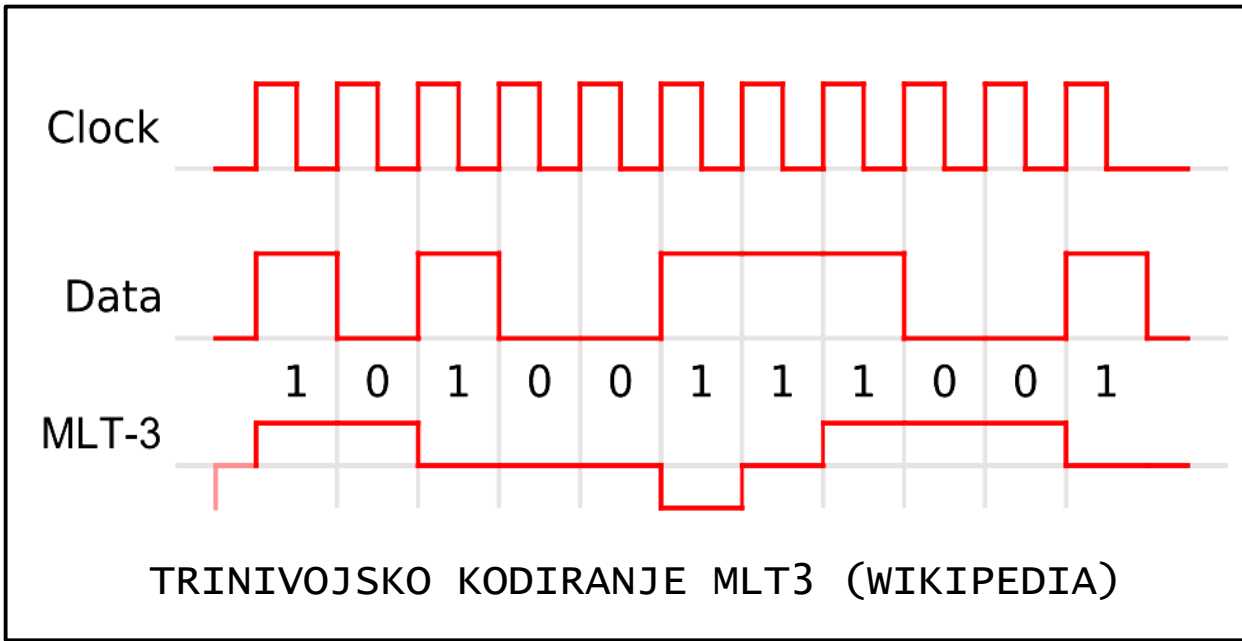 Clock
Data
1 0 1 0 0 1 1 1 0 0 1
MLT-3
TRINIVOJSKO KODIRANJE MLT3 (WIKIPEDIA)